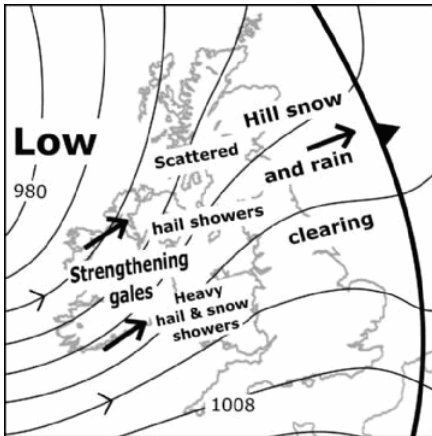 Hill snow
Low
Scattered
and rain
980
hail showers
clearing
Strengthening
gales
Heavy
hail & snow
showers
1008